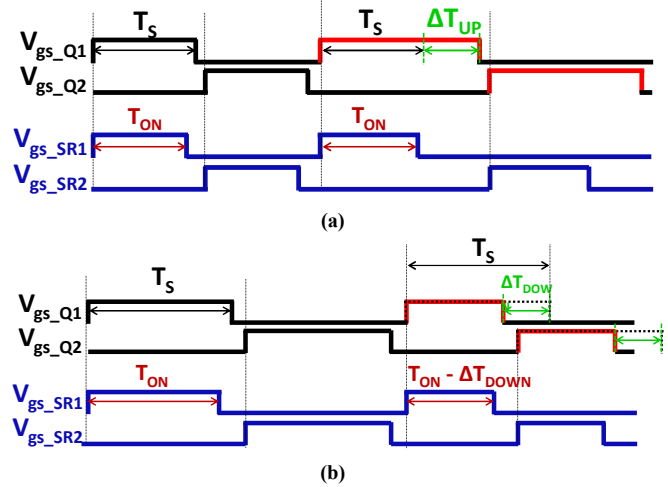 T_S T_S ΔT_UP
V_gs_Q1
V_gs_Q2
T_ON T_ON
V_gs_SR1
V_gs_SR2
(a)
T_S
T_S ΔT_DOW
V_gs_Q1
V_gs_Q2
T_ON T_ON - ΔT_DOWN
V_gs_SR1
V_gs_SR2
(b)